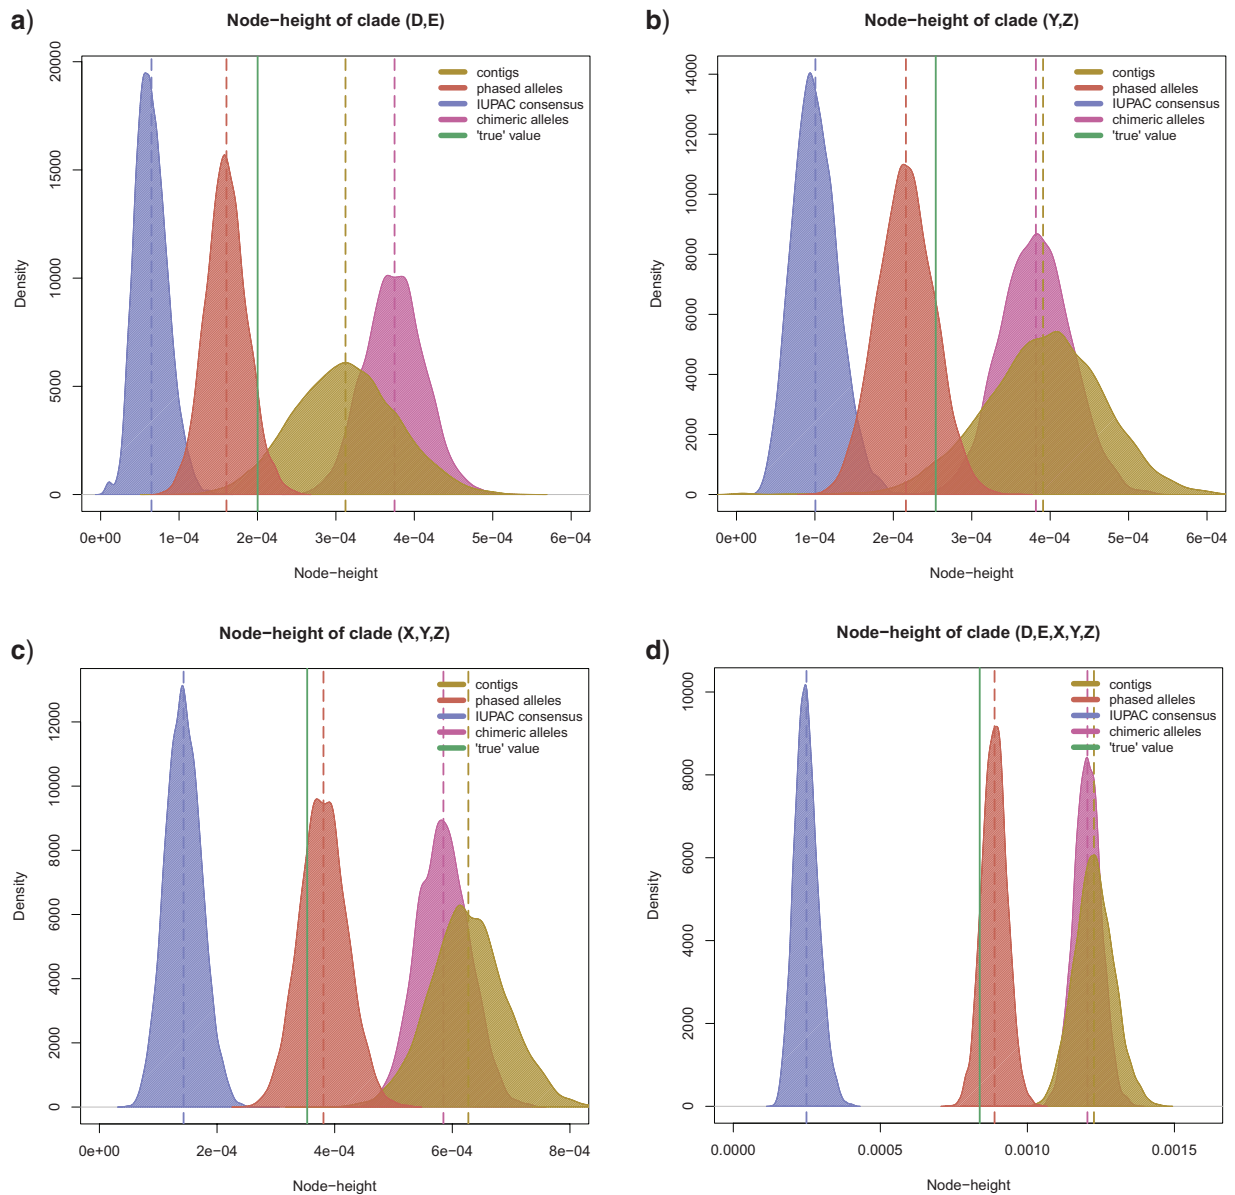 a)
Node−height of clade (D,E)
20000
15000
10000
5000
0
Density
contigs
phased alleles
IUPAC consensus
chimeric alleles
'true' value
0e+00 1e−04 2e−04 3e−04 4e−04 5e−04 6e−04
Node−height
b)
Node−height of clade (Y,Z)
14000
12000
10000
8000
6000
4000
2000
0
Density
contigs
phased alleles
IUPAC consensus
chimeric alleles
'true' value
0e+00 1e−04 2e−04 3e−04 4e−04 5e−04 6e−04
Node−height
c)
Node−height of clade (X,Y,Z)
12000
10000
8000
6000
4000
2000
0
Density
contigs
phased alleles
IUPAC consensus
chimeric alleles
'true' value
0e+00 2e−04 4e−04 6e−04 8e−04
Node−height
d)
Node−height of clade (D,E,X,Y,Z)
10000
8000
6000
4000
2000
0
Density
contigs
phased alleles
IUPAC consensus
chimeric alleles
'true' value
0.0000 0.0005 0.0010 0.0015
Node−height